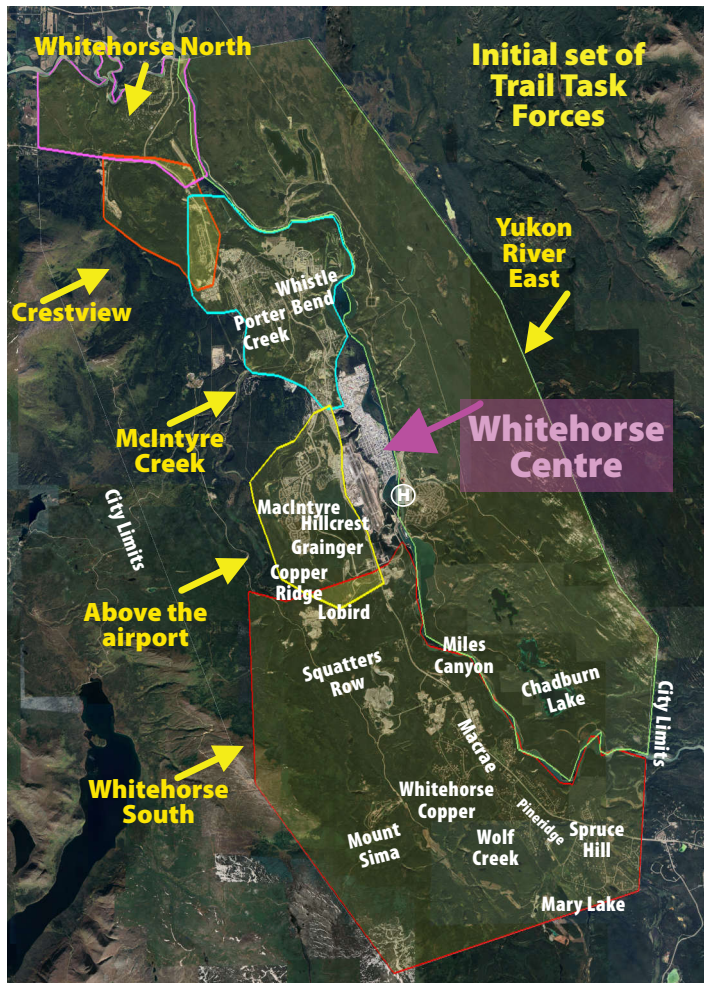 Whitehorse North
Initial set of
Trail Task
Forces
Yukon
River
East
Crestview
Whistle
Bend
Porter
Creek
McIntyre
Creek
Whitehorse
Centre
H
City Limits
MacIntyre
Hillcrest
Grainger
Copper
Ridge
Lobird
Above the
airport
Squatters
Row
Miles
Canyon
Chadburn
Lake
City Limits
Macrae
Whitehorse
South
Whitehorse
Copper
Pineridge
Spruce
Hill
Mount
Sima
Wolf
Creek
Mary Lake